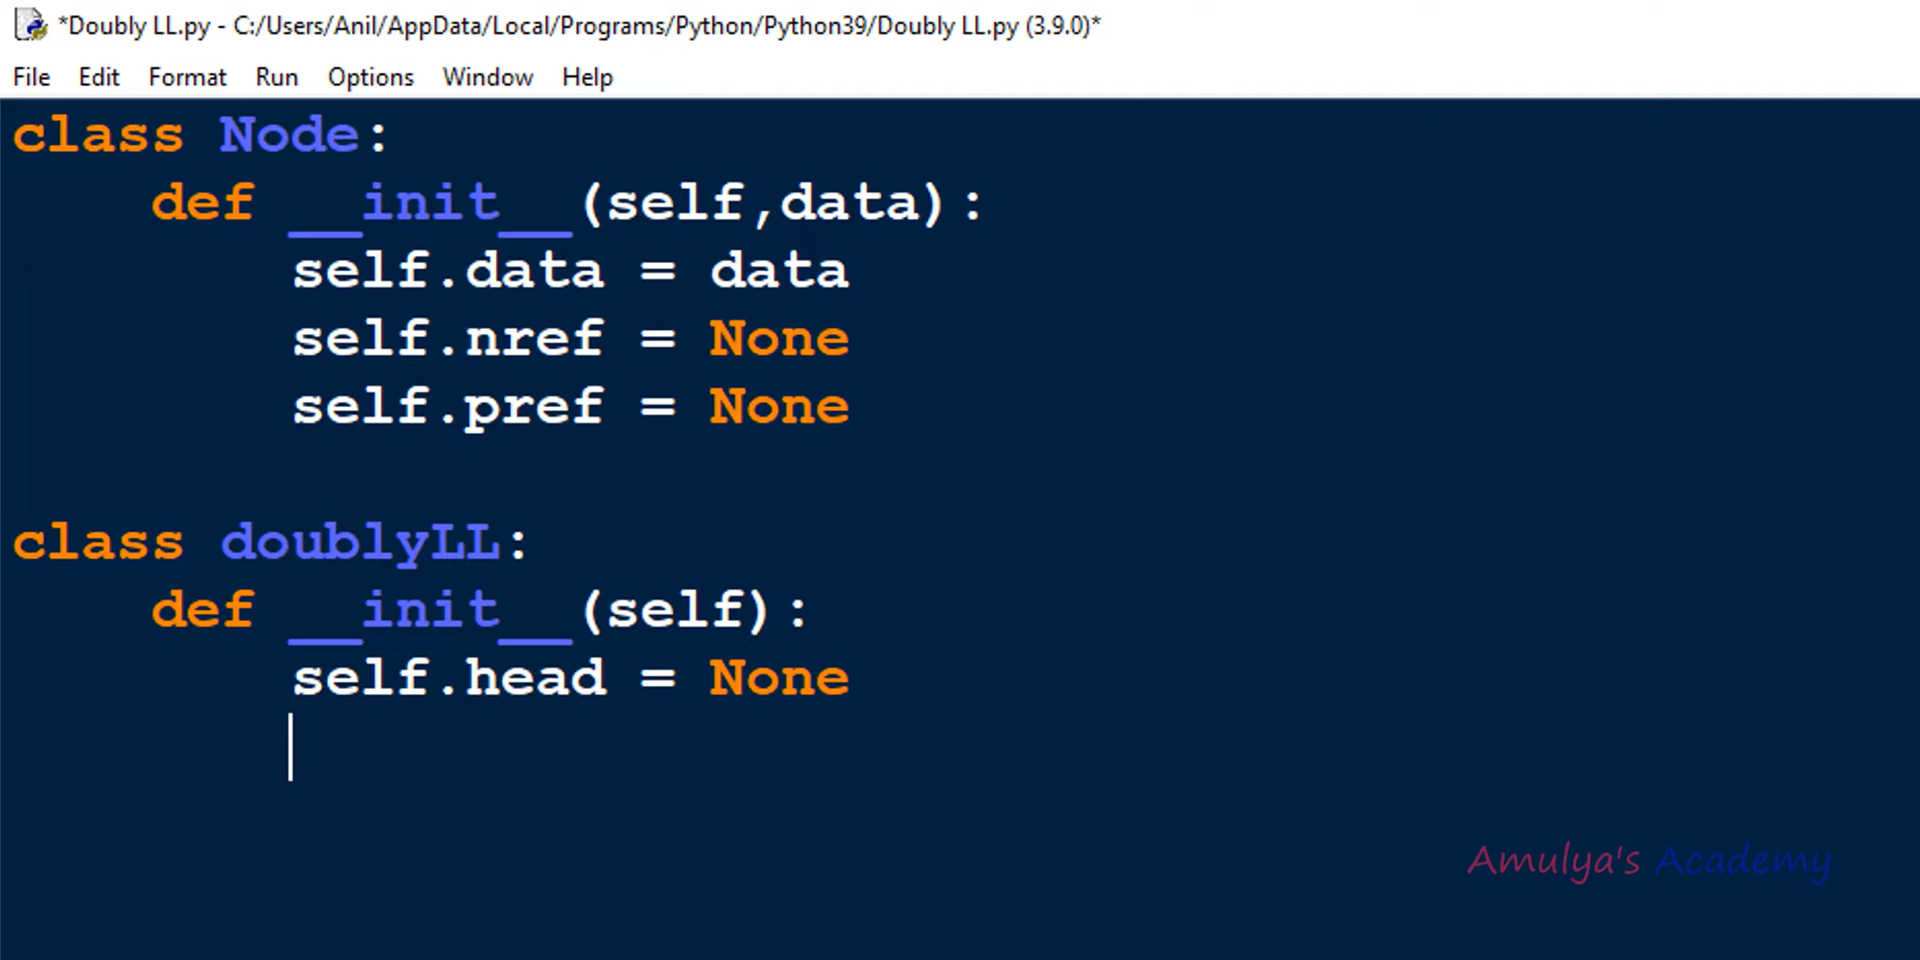 *Doubly LL.py - C:/Users/Anil/AppData/Local/Programs/Python/Python39/Doubly LL.py (3.9.0)*
File Edit Format Run Options Window Help
class Node:
    def __init__(self,data):
        self.data = data
        self.nref = None
        self.pref = None

class doublyLL:
    def __init__(self):
        self.head = None
Amulya's Academy